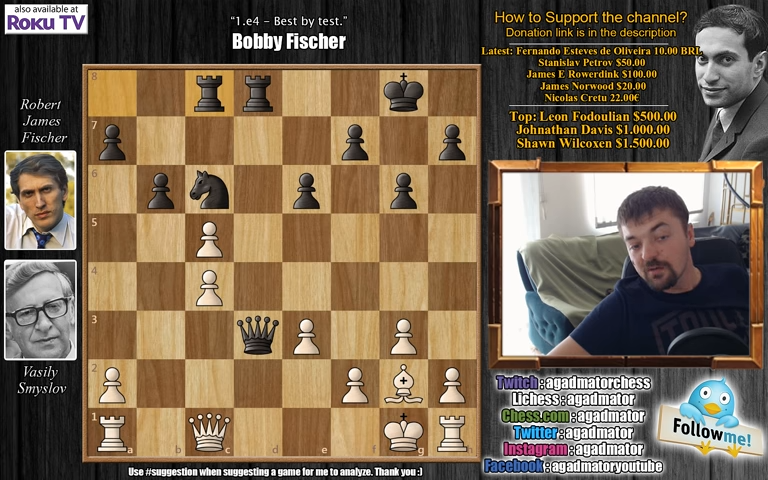 also available at
ROKU TV
"1.e4 – Best by test."
Bobby Fischer
How to Support the channel?
Donation link is in the description
Latest: Fernando Esteves de Oliveira 10.00 BRL
Stanislav Petrov $50.00
James E Rowerdink $100.00
James Norwood $20.00
Nicolas Cretu 22.00€
Top: Leon Fodoulian $500.00
Johnathan Davis $1.000.00
Shawn Wilcoxen $1.500.00
Robert
James
Fischer
Vasily
Smyslov
8
7
6
5
4
3
2
1
a
b
c
d
e
f
g
h
Twitch : agadmatorchess
Lichess : agadmator
Chess.com : agadmator
Twitter : agadmator
Instagram : agadmator
Facebook : agadmatoryoutube
Follow me!
Use #suggestion when suggesting a game for me to analyze. Thank you :)